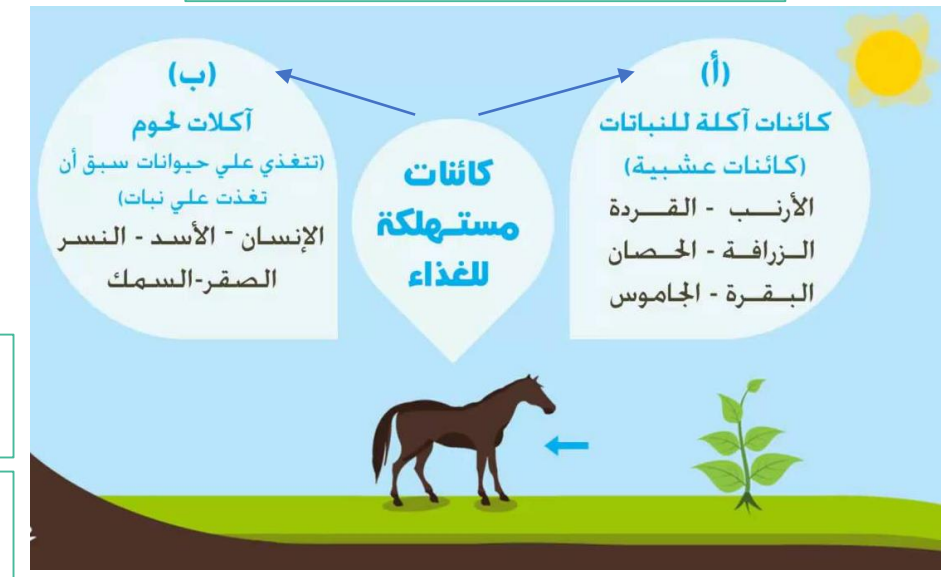 (أ)
كائنات آكلة للنباتات
(كائنات عشبية)
الأرنب - القردة
الزرافة - الحصان
البقرة - الجاموس
كائنات
مستهلكة
للغذاء
(ب)
آكلات لحوم
(تتغذي علي حيوانات سبق أن
تغذت علي نبات)
الإنسان - الأسد - النسر
الصقر-السمك